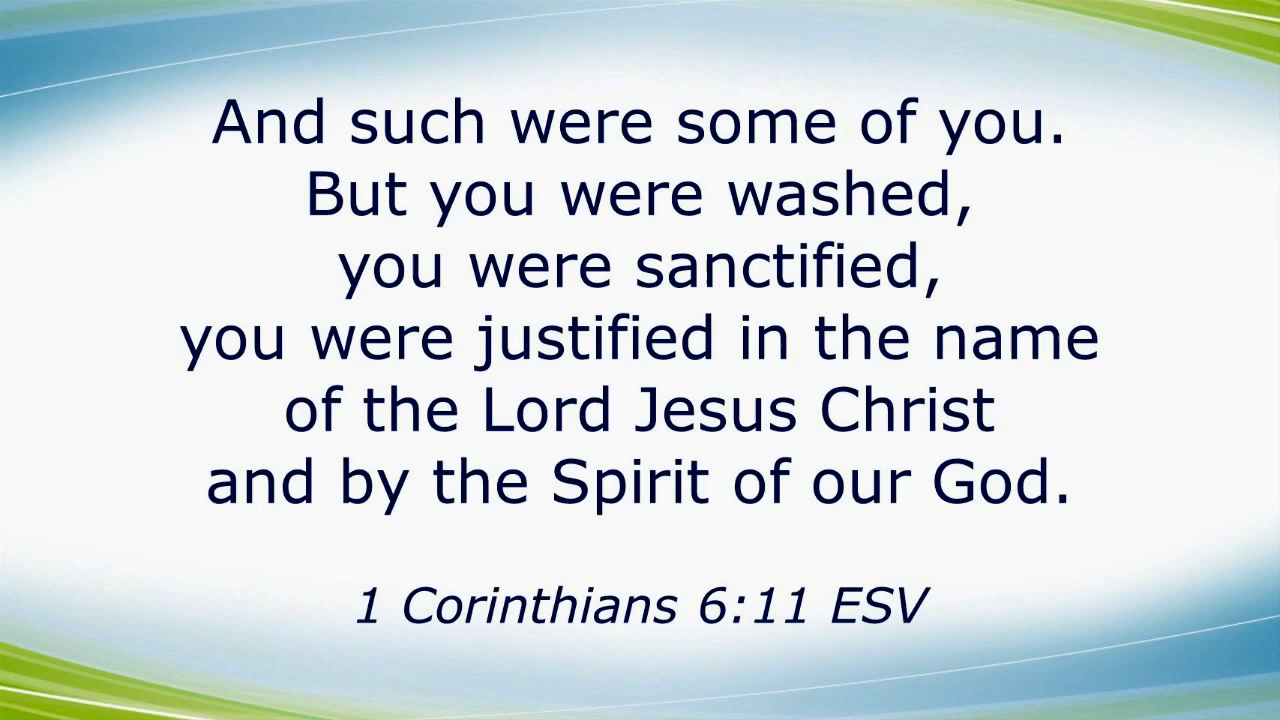 And such were some of you.
But you were washed,
you were sanctified,
you were justified in the name
of the Lord Jesus Christ
and by the Spirit of our God.
1 Corinthians 6:11 ESV